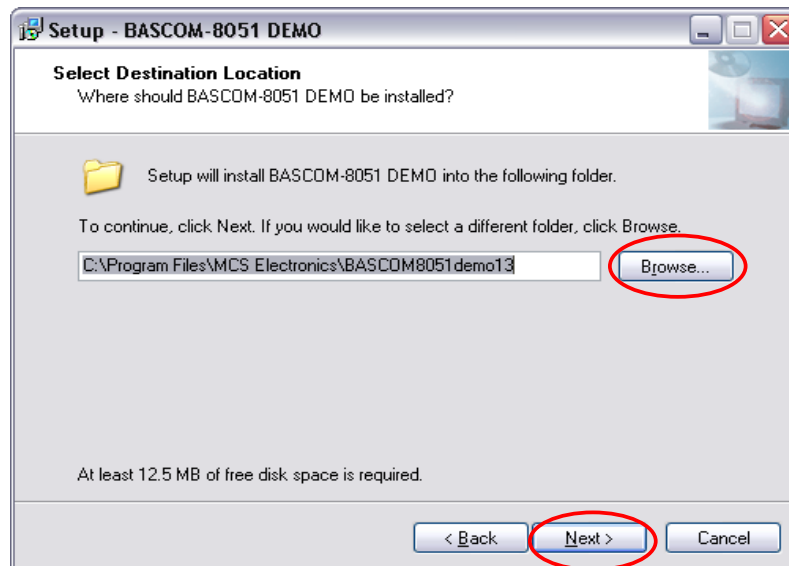 Setup - BASCOM-8051 DEMO
Select Destination Location
Where should BASCOM-8051 DEMO be installed?
Setup will install BASCOM-8051 DEMO into the following folder.
To continue, click Next. If you would like to select a different folder, click Browse.
C:\Program Files\MCS Electronics\BASCOM8051demo13
Browse...
At least 12.5 MB of free disk space is required.
< Back
Next >
Cancel